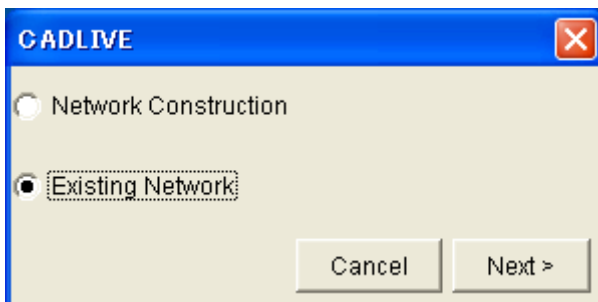 CADLIVE
Network Construction
Existing Network
Cancel
Next >